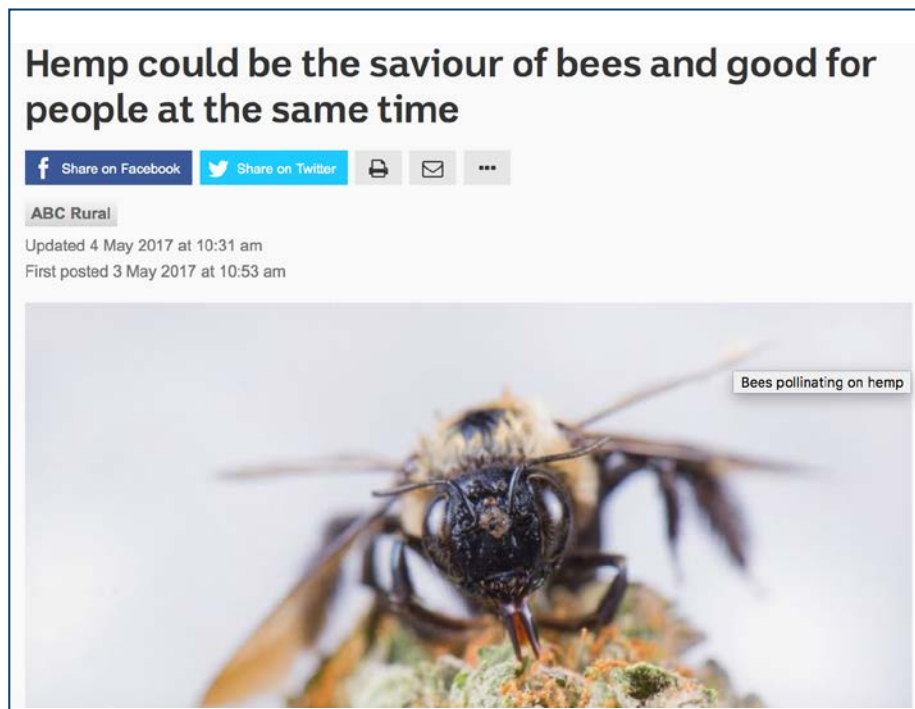 Hemp could be the saviour of bees and good for
people at the same time
Share on Facebook
Share on Twitter
ABC Rural
Updated 4 May 2017 at 10:31 am
First posted 3 May 2017 at 10:53 am
Bees pollinating on hemp